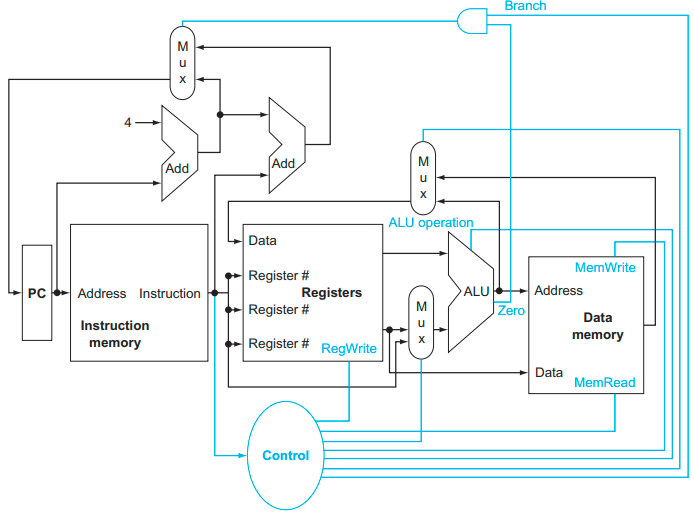 Branch
M
u
x
4
Add
Add
M
u
x
ALU operation
Data
Register #
Registers
Register #
Register #
RegWrite
PC
Address
Instruction
Instruction
memory
M
u
x
ALU
Zero
MemWrite
Address
Data
memory
Data
MemRead
Control